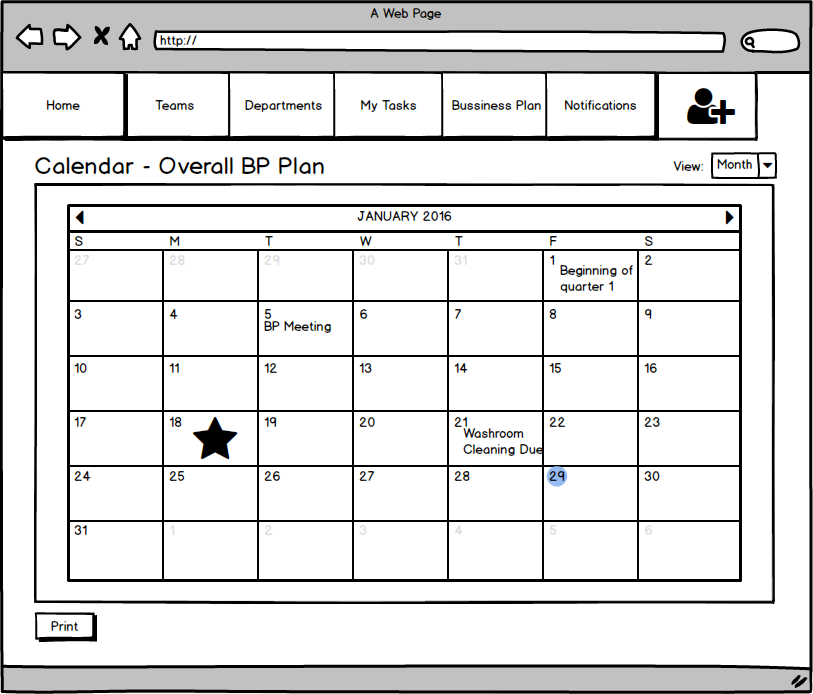 A Web Page
http://
Home Teams Departments My Tasks Bussiness Plan Notifications
Calendar - Overall BP Plan
View: Month
JANUARY 2016
S M T W T F S
27 28 29 30 31 1 2
Beginning of
quarter 1
3 4 5 6 7 8 9
BP Meeting
10 11 12 13 14 15 16
17 18 19 20 21 22 23
Washroom
Cleaning Due
24 25 26 27 28 29 30
31 1 2 3 4 5 6
Print